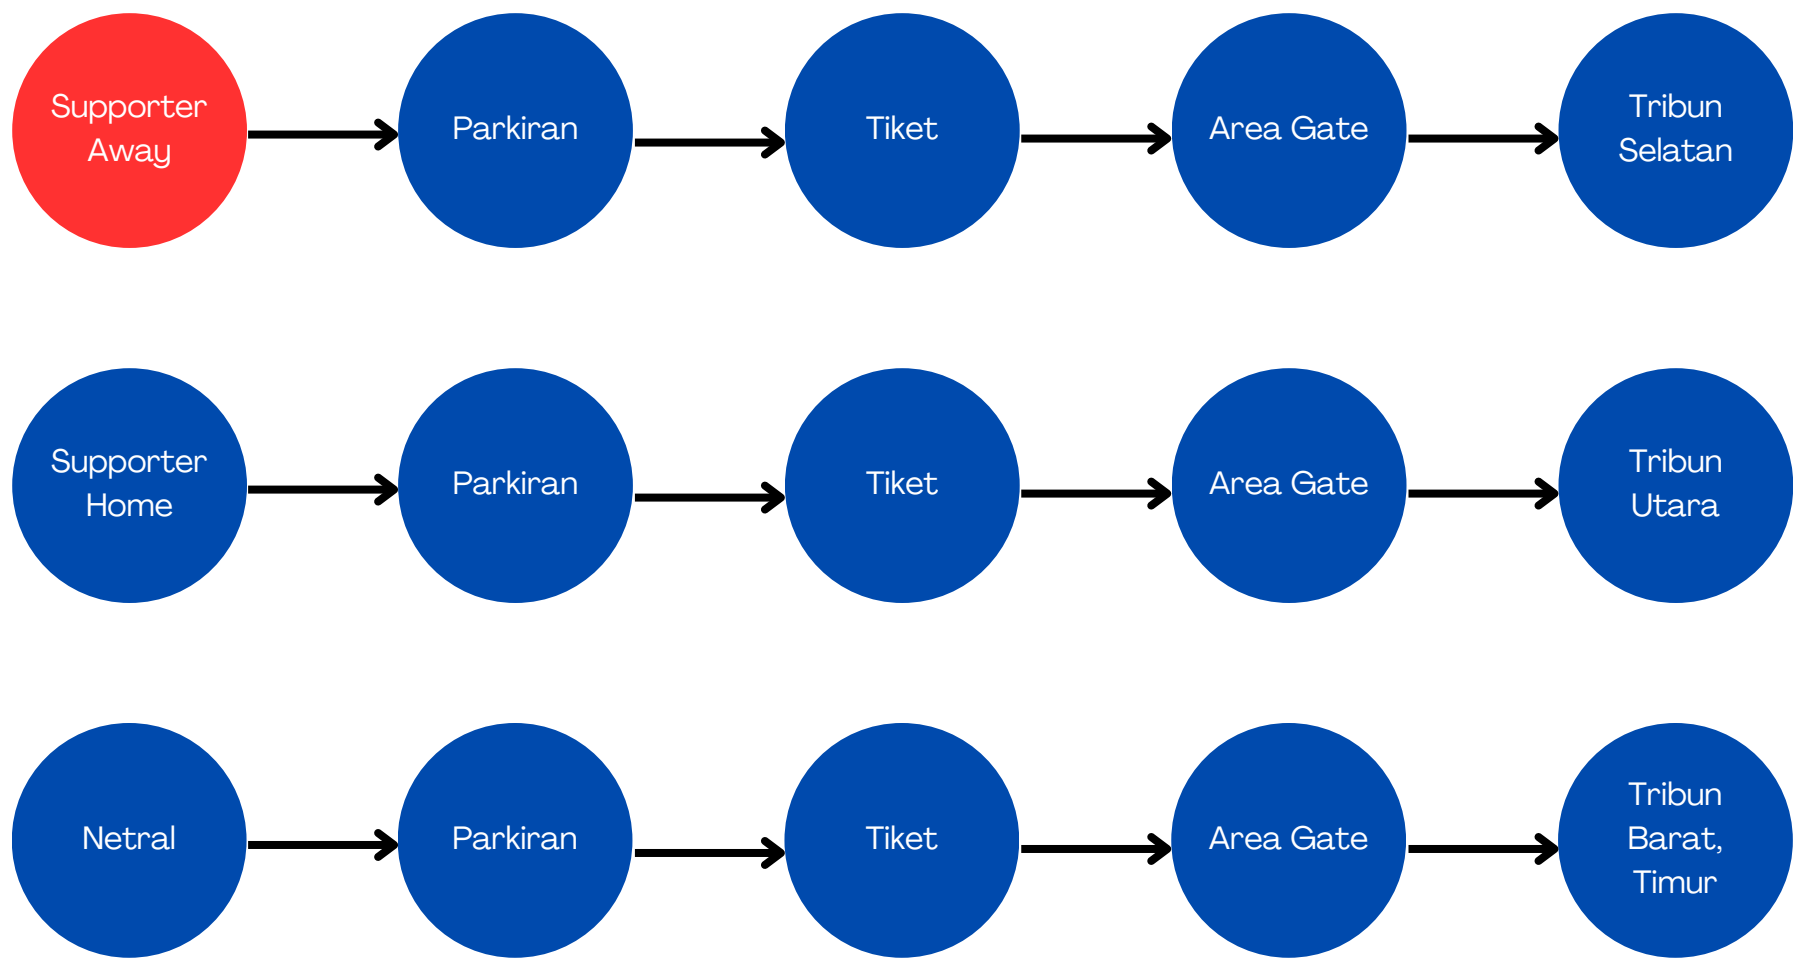 Supporter
Away
Parkiran
Tiket
Area Gate
Tribun
Selatan
Supporter
Home
Parkiran
Tiket
Area Gate
Tribun
Utara
Netral
Parkiran
Tiket
Area Gate
Tribun
Barat,
Timur